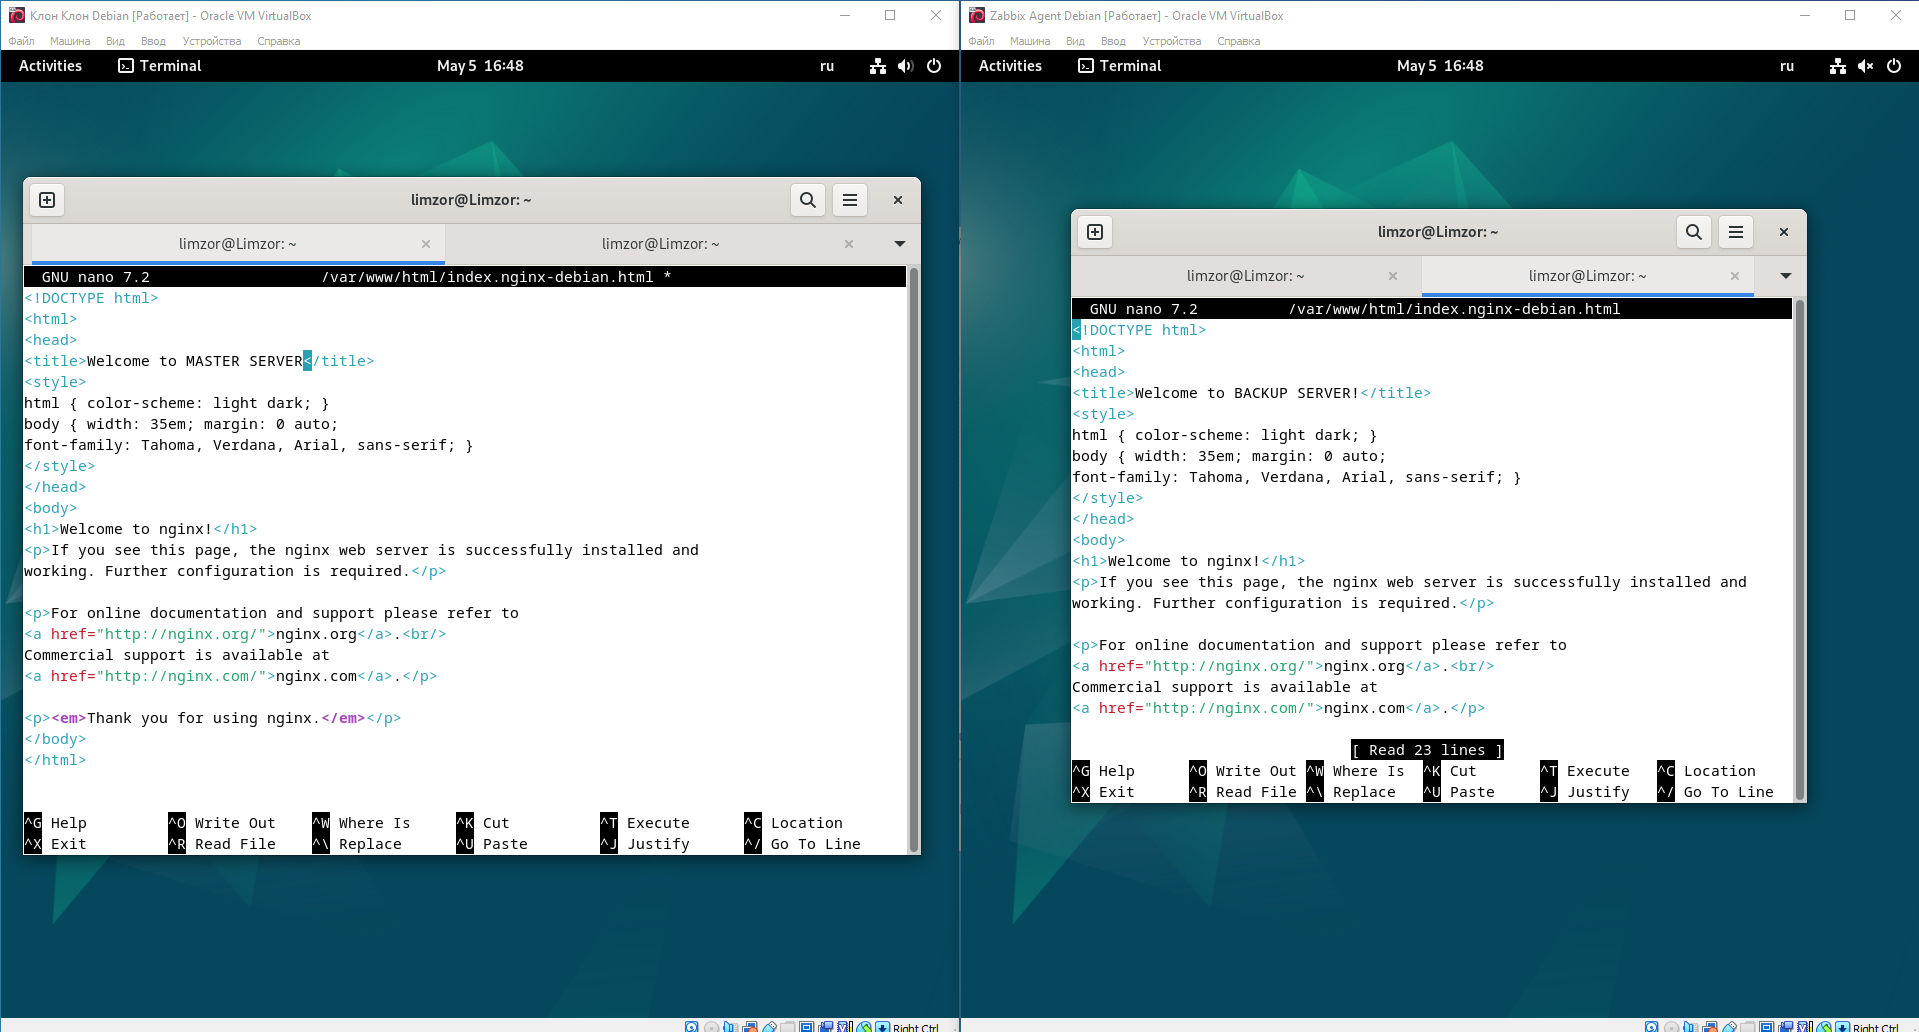 Клон Клон Debian [Работает] - Oracle VM VirtualBox
Файл Машина Вид Ввод Устройства Справка
Activities Terminal May 5 16:48 ru
limzor@Limzor: ~
limzor@Limzor: ~ limzor@Limzor: ~
GNU nano 7.2 /var/www/html/index.nginx-debian.html *
<!DOCTYPE html>
<html>
<head>
<title>Welcome to MASTER SERVER</title>
<style>
html { color-scheme: light dark; }
body { width: 35em; margin: 0 auto;
font-family: Tahoma, Verdana, Arial, sans-serif; }
</style>
</head>
<body>
<h1>Welcome to nginx!</h1>
<p>If you see this page, the nginx web server is successfully installed and
working. Further configuration is required.</p>
<p>For online documentation and support please refer to
<a href="http://nginx.org/">nginx.org</a>.<br/>
Commercial support is available at
<a href="http://nginx.com/">nginx.com</a>.</p>
<p><em>Thank you for using nginx.</em></p>
</body>
</html>
^G Help ^O Write Out ^W Where Is ^K Cut ^T Execute ^C Location
^X Exit ^R Read File ^\ Replace ^U Paste ^J Justify ^/ Go To Line
Right Ctrl
Zabbix Agent Debian [Работает] - Oracle VM VirtualBox
Файл Машина Вид Ввод Устройства Справка
Activities Terminal May 5 16:48 ru
limzor@Limzor: ~
limzor@Limzor: ~ limzor@Limzor: ~
GNU nano 7.2 /var/www/html/index.nginx-debian.html
<!DOCTYPE html>
<html>
<head>
<title>Welcome to BACKUP SERVER!</title>
<style>
html { color-scheme: light dark; }
body { width: 35em; margin: 0 auto;
font-family: Tahoma, Verdana, Arial, sans-serif; }
</style>
</head>
<body>
<h1>Welcome to nginx!</h1>
<p>If you see this page, the nginx web server is successfully installed and
working. Further configuration is required.</p>
<p>For online documentation and support please refer to
<a href="http://nginx.org/">nginx.org</a>.<br/>
Commercial support is available at
<a href="http://nginx.com/">nginx.com</a>.</p>
[ Read 23 lines ]
^G Help ^O Write Out ^W Where Is ^K Cut ^T Execute ^C Location
^X Exit ^R Read File ^\ Replace ^U Paste ^J Justify ^/ Go To Line
Right Ctrl